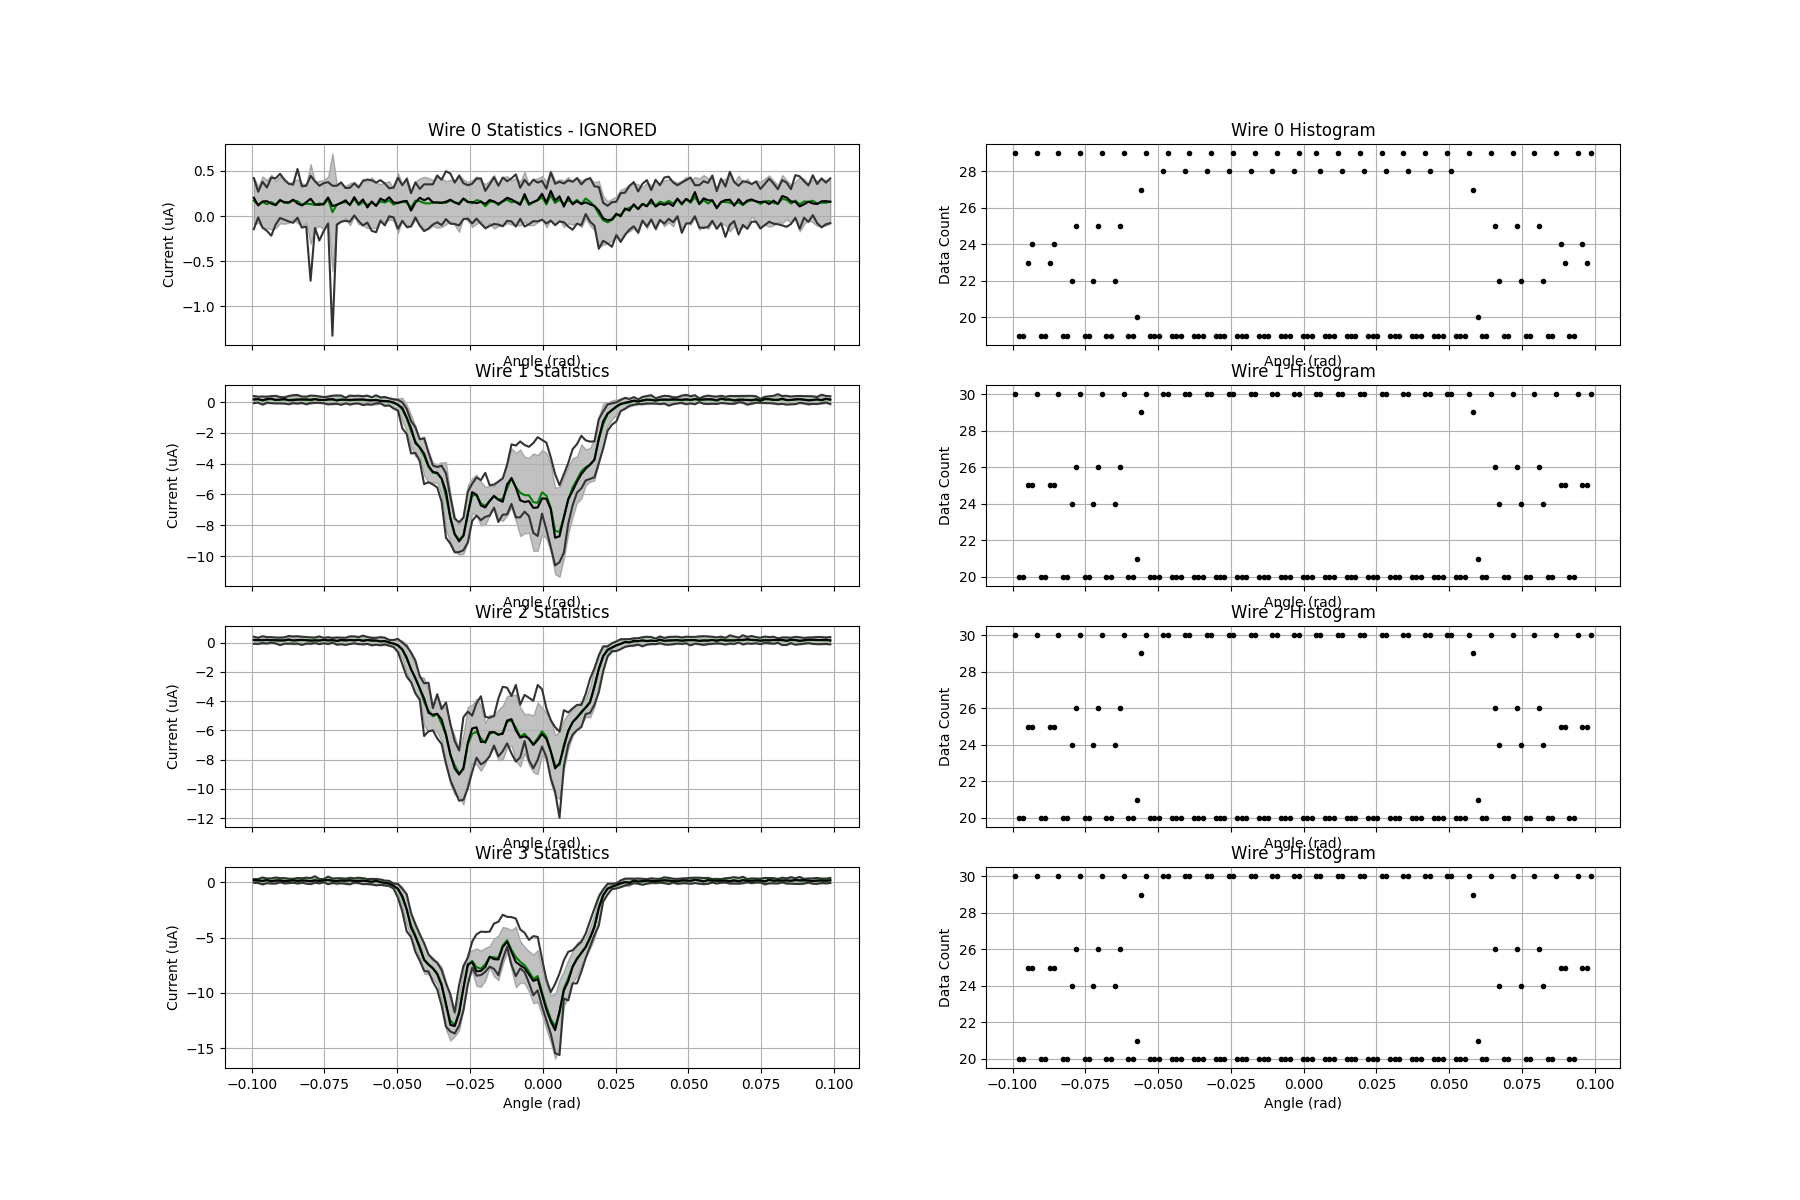 Wire 0 Statistics - IGNORED
Current (uA)
0.5
0.0
−0.5
−1.0
Angle (rad)
Wire 0 Histogram
Data Count
28
26
24
22
20
Angle (rad)
Wire 1 Statistics
Current (uA)
0
−2
−4
−6
−8
−10
Angle (rad)
Wire 1 Histogram
Data Count
30
28
26
24
22
20
Angle (rad)
Wire 2 Statistics
Current (uA)
0
−2
−4
−6
−8
−10
−12
Angle (rad)
Wire 2 Histogram
Data Count
30
28
26
24
22
20
Angle (rad)
Wire 3 Statistics
Current (uA)
0
−5
−10
−15
−0.100 −0.075 −0.050 −0.025 0.000 0.025 0.050 0.075 0.100
Angle (rad)
Wire 3 Histogram
Data Count
30
28
26
24
22
20
−0.100 −0.075 −0.050 −0.025 0.000 0.025 0.050 0.075 0.100
Angle (rad)